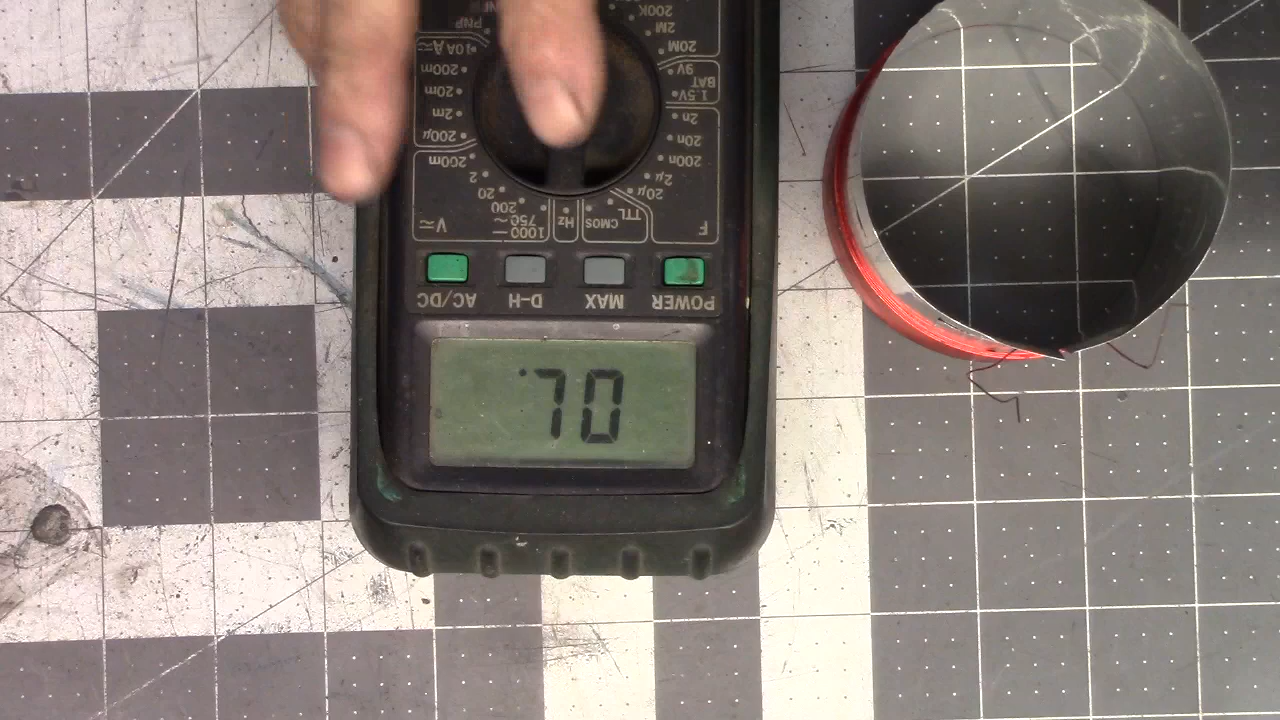 0L.
POWER MAX D-H AC/DC
F
TTL
CMOS
Hz
1000
750
V
200
20µ
20
2µ
2
200n
200m
20n
200µ
2n
2m
1.5V
BAT
20m
9V
200m
20M
10A A
2M
PNP
200K